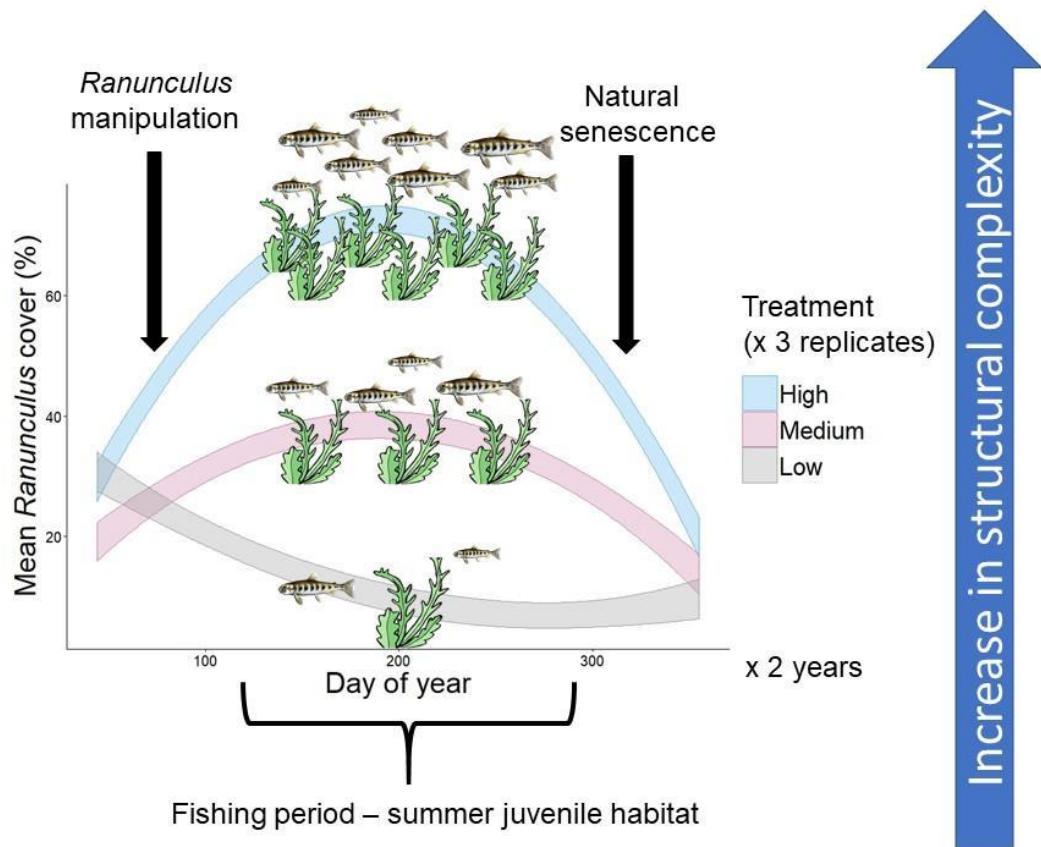 Ranunculus
manipulation
Natural
senescence
Mean Ranunculus cover (%)
60
40
20
100
200
300
Day of year
Treatment
(x 3 replicates)
High
Medium
Low
x 2 years
Fishing period – summer juvenile habitat
Increase in structural complexity